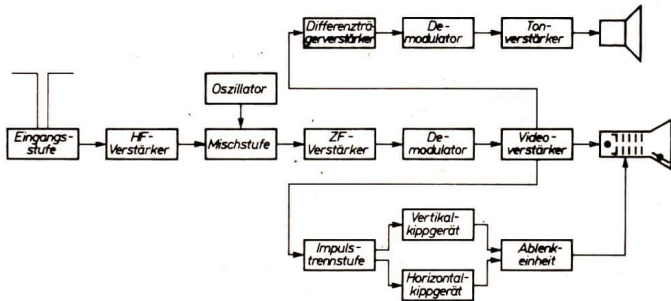 Differenzträ-
gerverstärker
De-
modulator
Ton-
verstärker
Oszillator
Eingangs-
stufe
HF-
Verstärker
Mischstufe
ZF-
Verstärker
De-
modulator
Video-
verstärker
Impuls-
trennstufe
Vertikal-
kippgerät
Horizontal-
kippgerät
Ablenk-
einheit